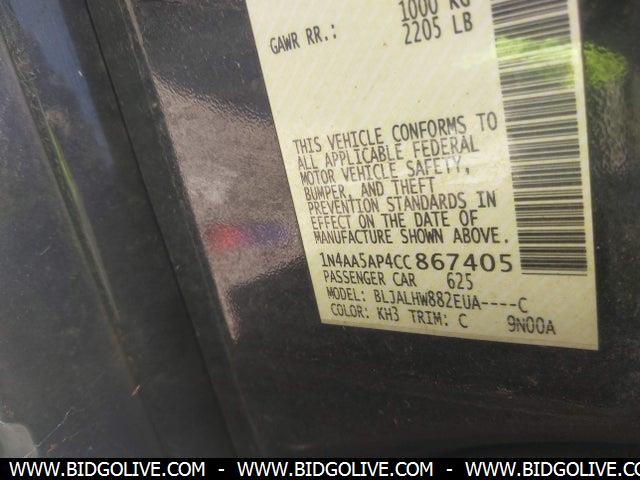 1000 KG
GAWR RR.: 2205 LB
THIS VEHICLE CONFORMS TO
ALL APPLICABLE FEDERAL
MOTOR VEHICLE SAFETY,
BUMPER, AND THEFT
PREVENTION STANDARDS IN
EFFECT ON THE DATE OF
MANUFACTURE SHOWN ABOVE.
1N4AA5AP4CC867405
PASSENGER CAR 625
MODEL: BLJALHW882EUA----C
COLOR: KH3 TRIM: C 9N00A
WWW.BIDGOLIVE.COM - WWW.BIDGOLIVE.COM - WWW.BIDGOLIVE.COM